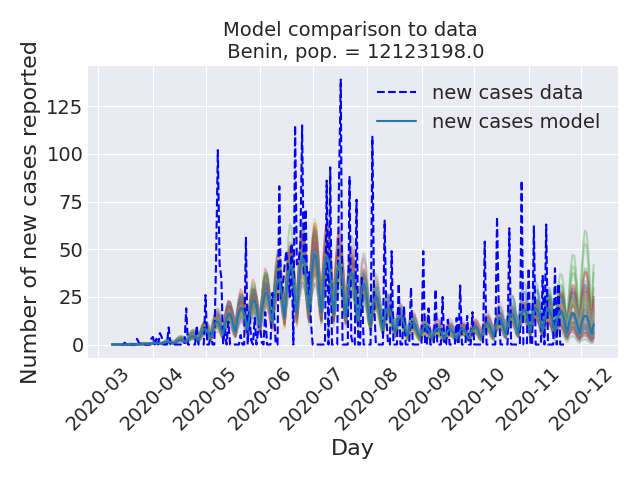 Model comparison to data
Benin, pop. = 12123198.0
Number of new cases reported
125
100
75
50
25
0
new cases data
new cases model
2020-03
2020-04
2020-05
2020-06
2020-07
2020-08
2020-09
2020-10
2020-11
2020-12
Day